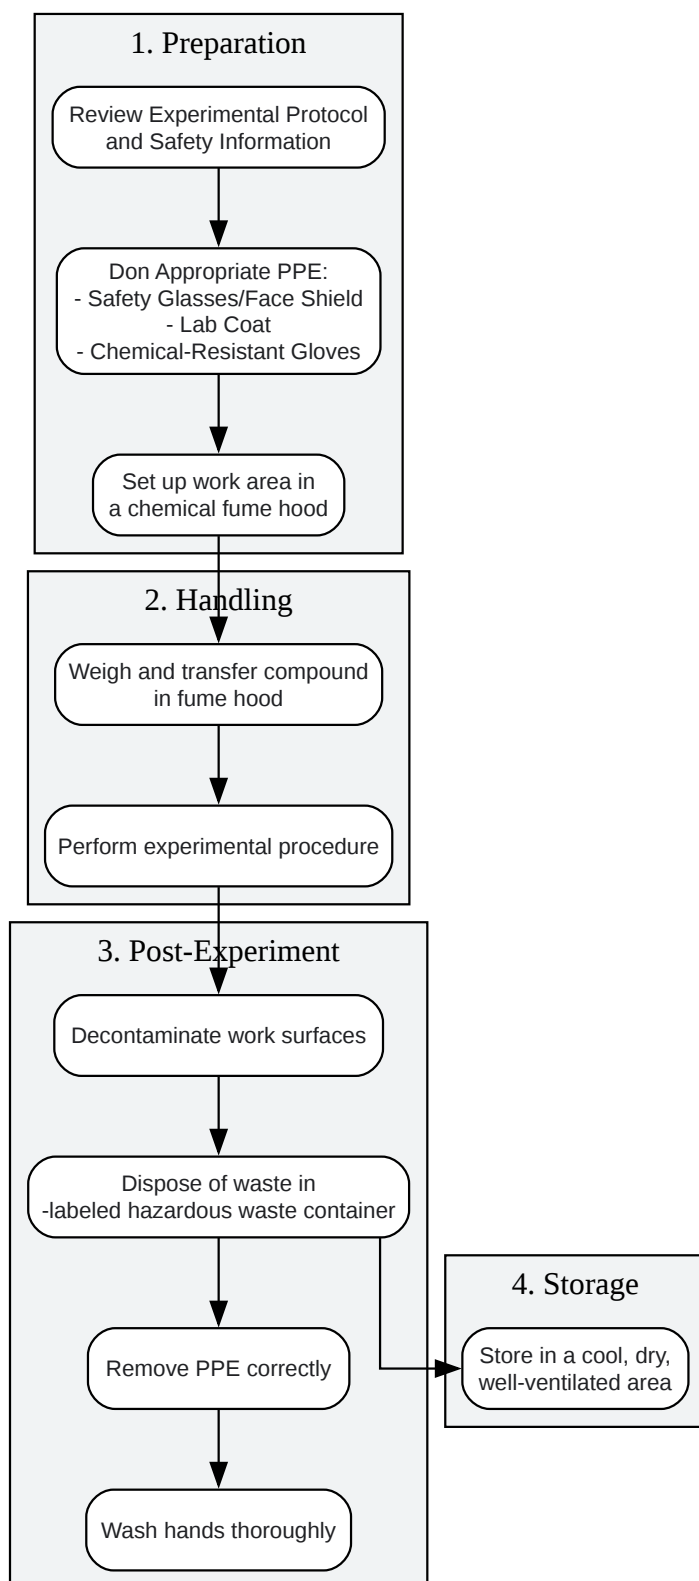 1. Preparation
Review Experimental Protocol
and Safety Information
Don Appropriate PPE:
- Safety Glasses/Face Shield
- Lab Coat
- Chemical-Resistant Gloves
Set up work area in
a chemical fume hood
2. Handling
Weigh and transfer compound
in fume hood
Perform experimental procedure
3. Post-Experiment
Decontaminate work surfaces
Dispose of waste in
-labeled hazardous waste container
Remove PPE correctly
Wash hands thoroughly
4. Storage
Store in a cool, dry,
well-ventilated area